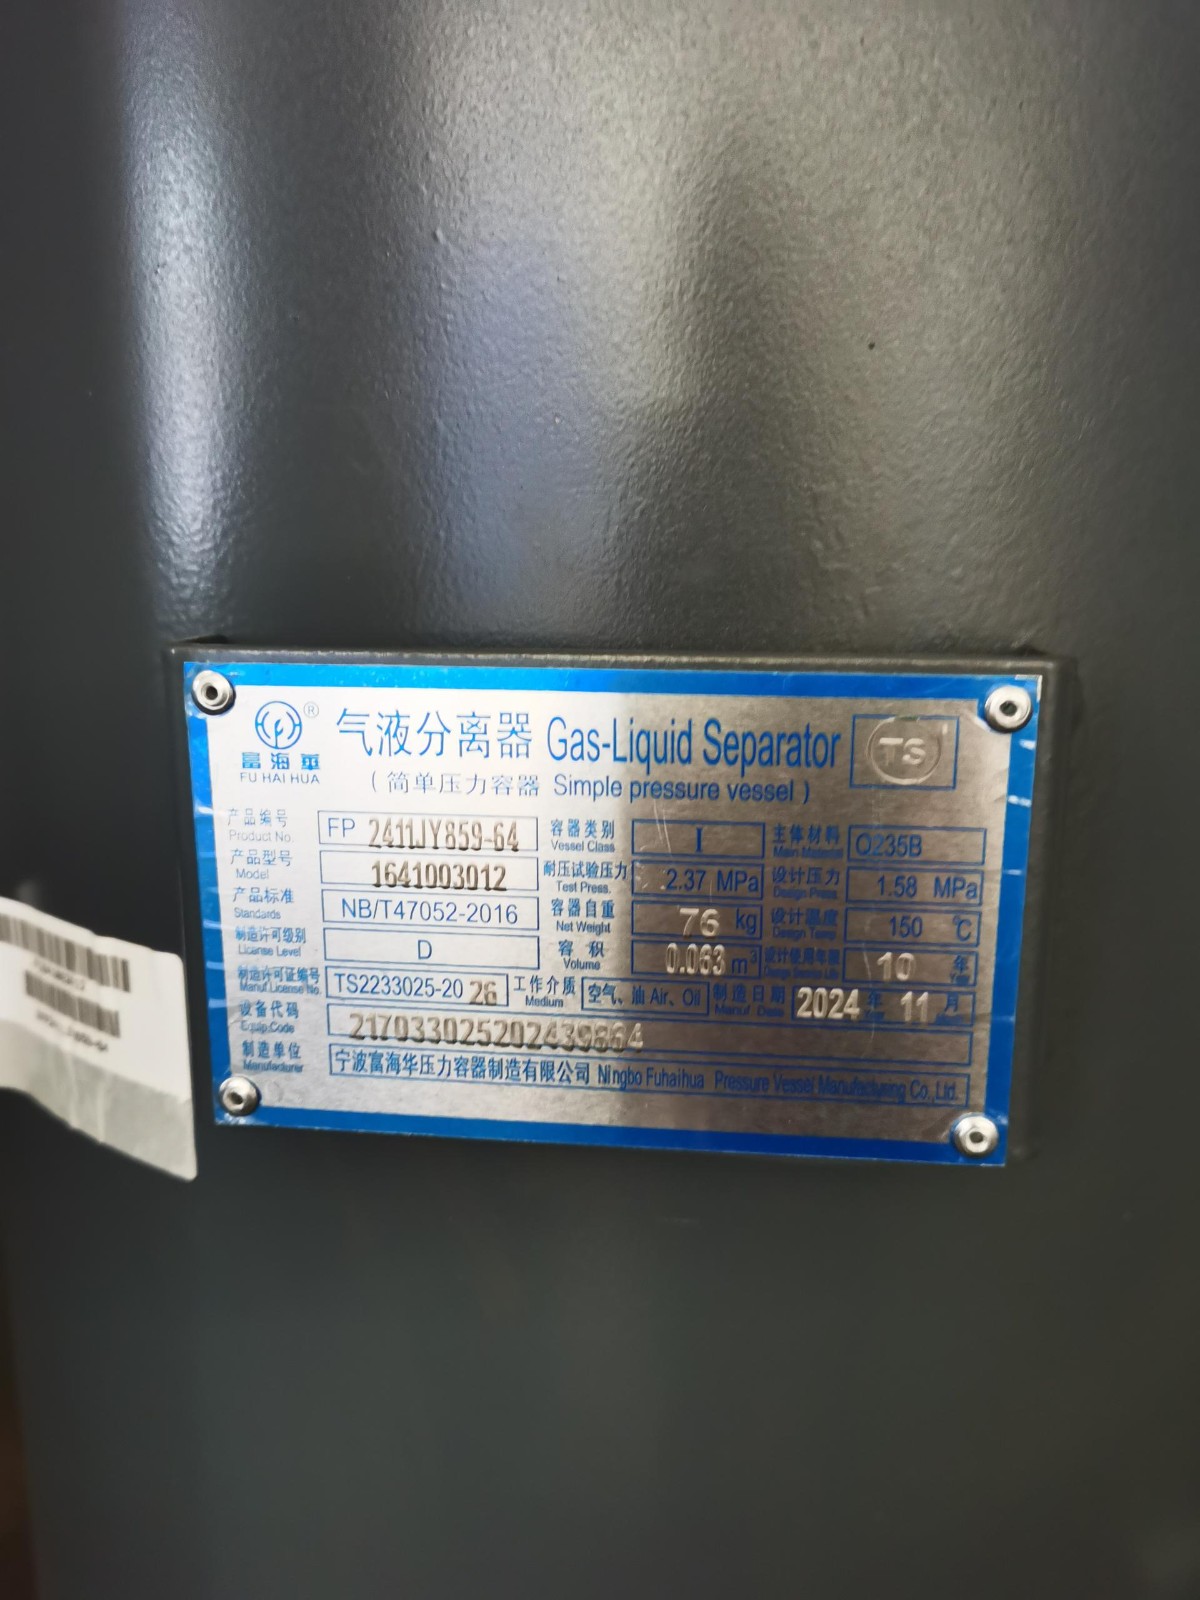 富海华®
FU HAI HUA
气液分离器 Gas-Liquid Separator
TS
（简单压力容器 Simple pressure vessel）
产品编号 Product No. FP 2411JY859-64 容器类别 Vessel Class I 主体材料 Main Material Q235B
产品型号 Model 1641003012 耐压试验压力 Test Press. 2.37 MPa 设计压力 Design Press. 1.58 MPa
产品标准 Standards NB/T47052-2016 容器自重 Net Weight 76 kg 设计温度 Design Temp. 150 ℃
制造许可级别 License Level D 容积 Volume 0.063 m³ 设计使用年限 Design Service Life 10 年 Year
制造许可证编号 Manuf.License No. TS2233025-2026 工作介质 Medium 空气、油 Air、Oil 制造日期 Manuf. Date 2024 年 11 月
设备代码 Equip.Code 217033025202439864
制造单位 Manufacturer 宁波富海华压力容器制造有限公司 Ningbo Fuhaihua Pressure Vessel Manufacturing Co.,Ltd.